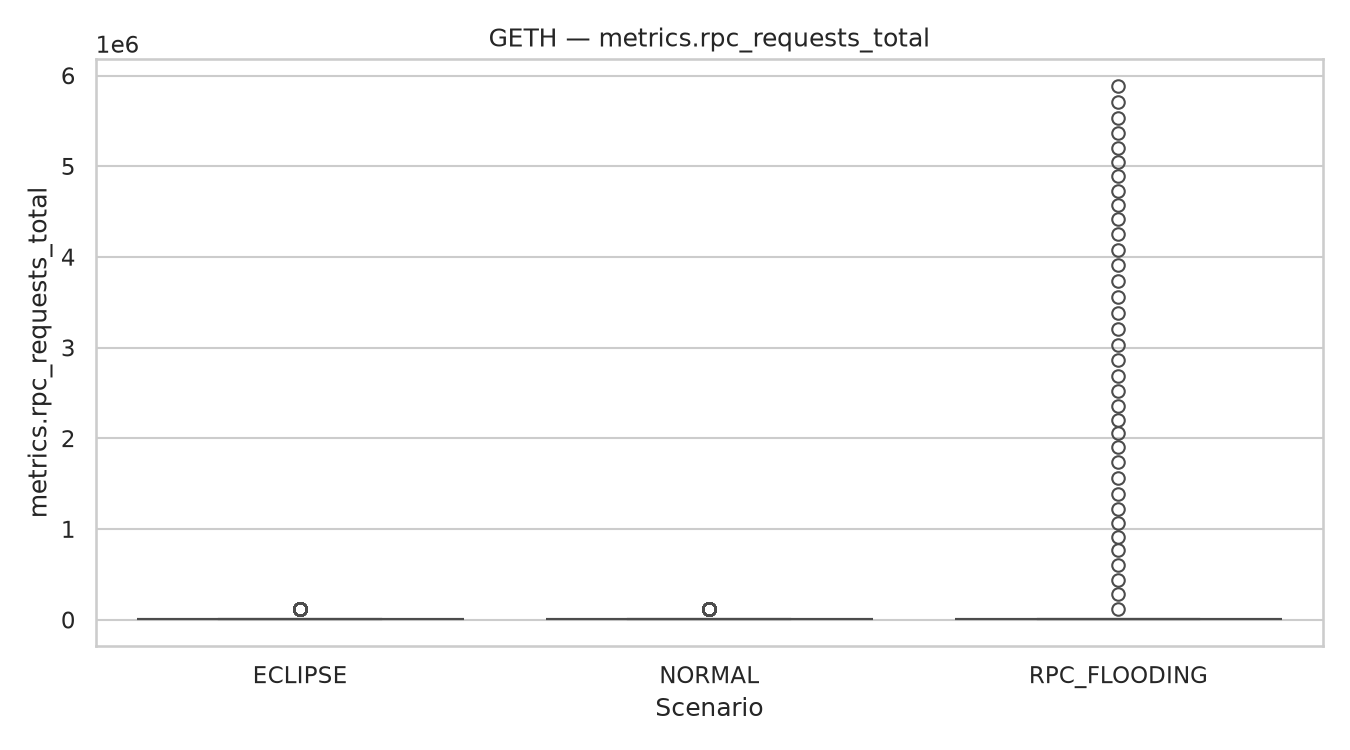 GETH — metrics.rpc_requests_total
1e6
metrics.rpc_requests_total
6
5
4
3
2
1
0
ECLIPSE
NORMAL
RPC_FLOODING
Scenario